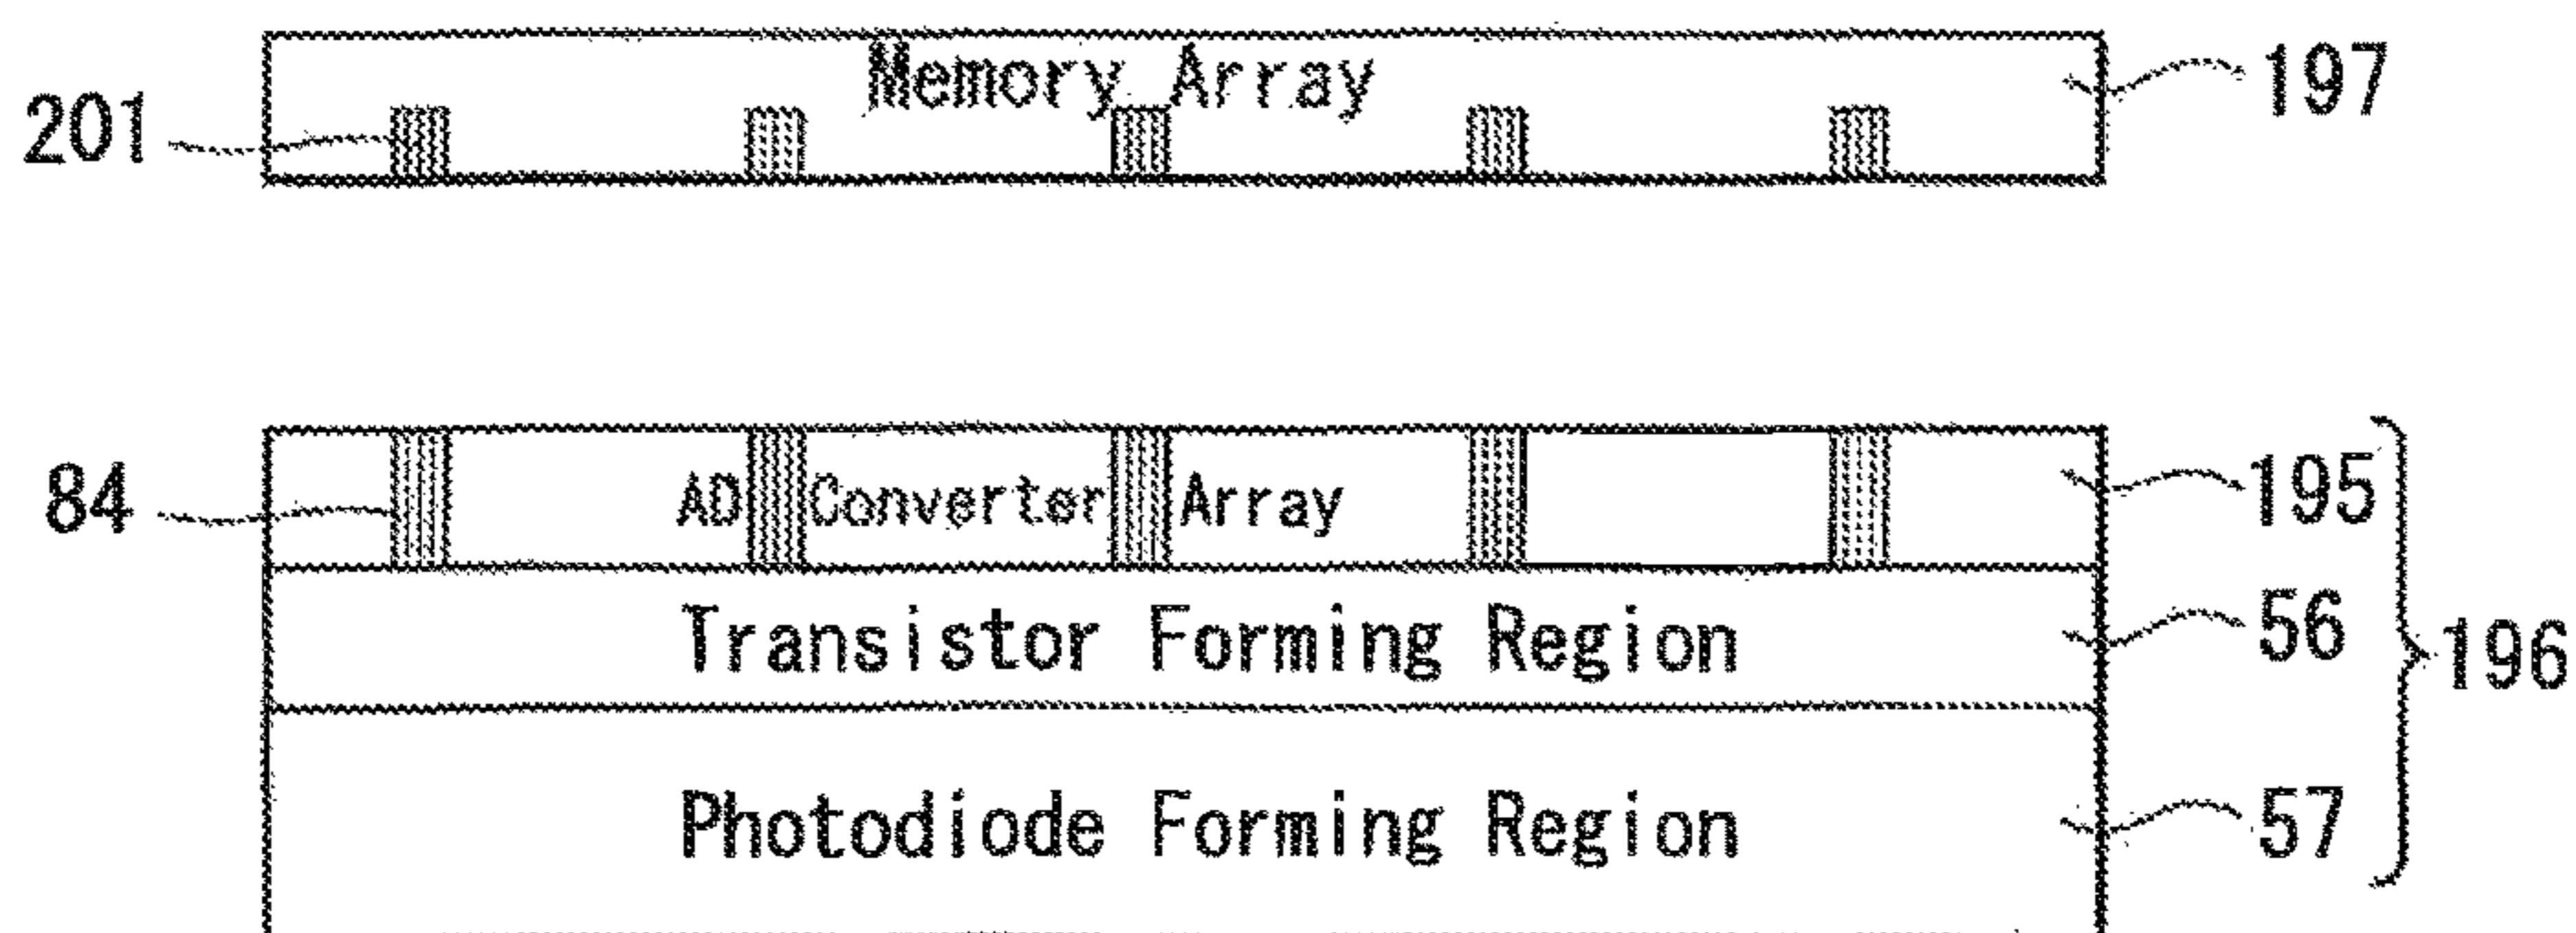 Memory Array
197
201
84
AD Converter Array
195
Transistor Forming Region
56
196
Photodiode Forming Region
57